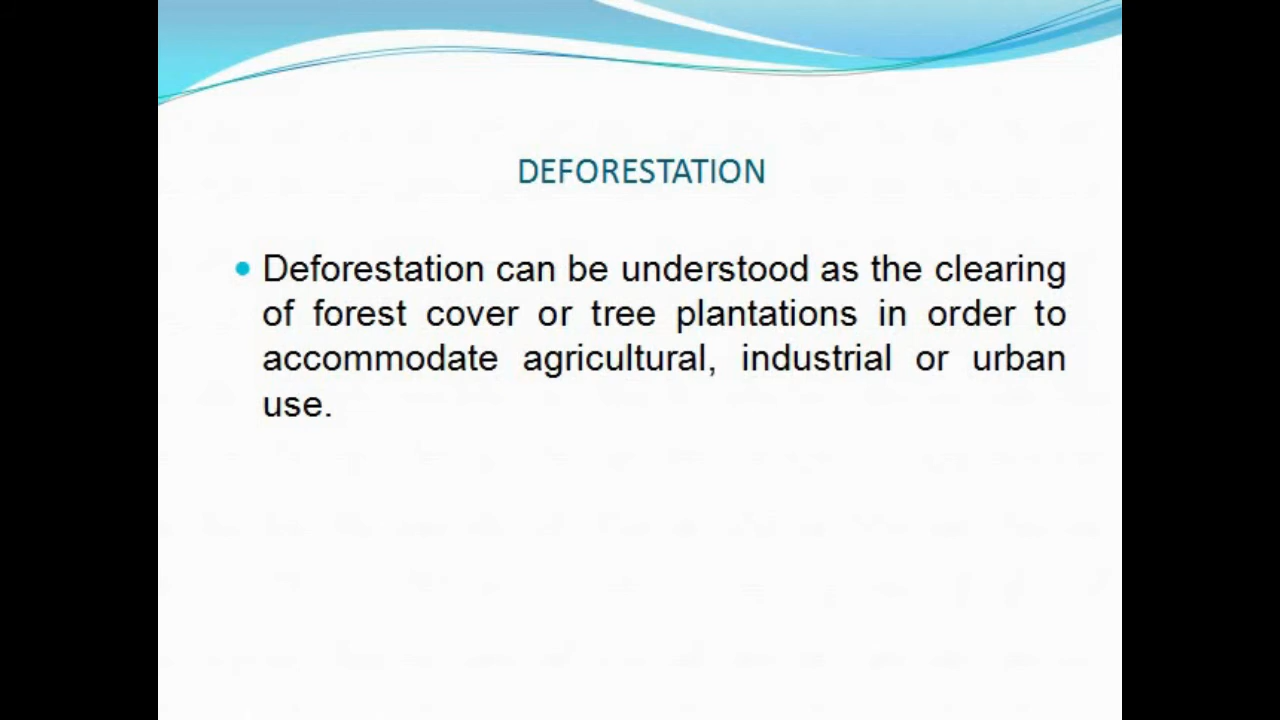 DEFORESTATION
• Deforestation can be understood as the clearing
of forest cover or tree plantations in order to
accommodate agricultural, industrial or urban
use.